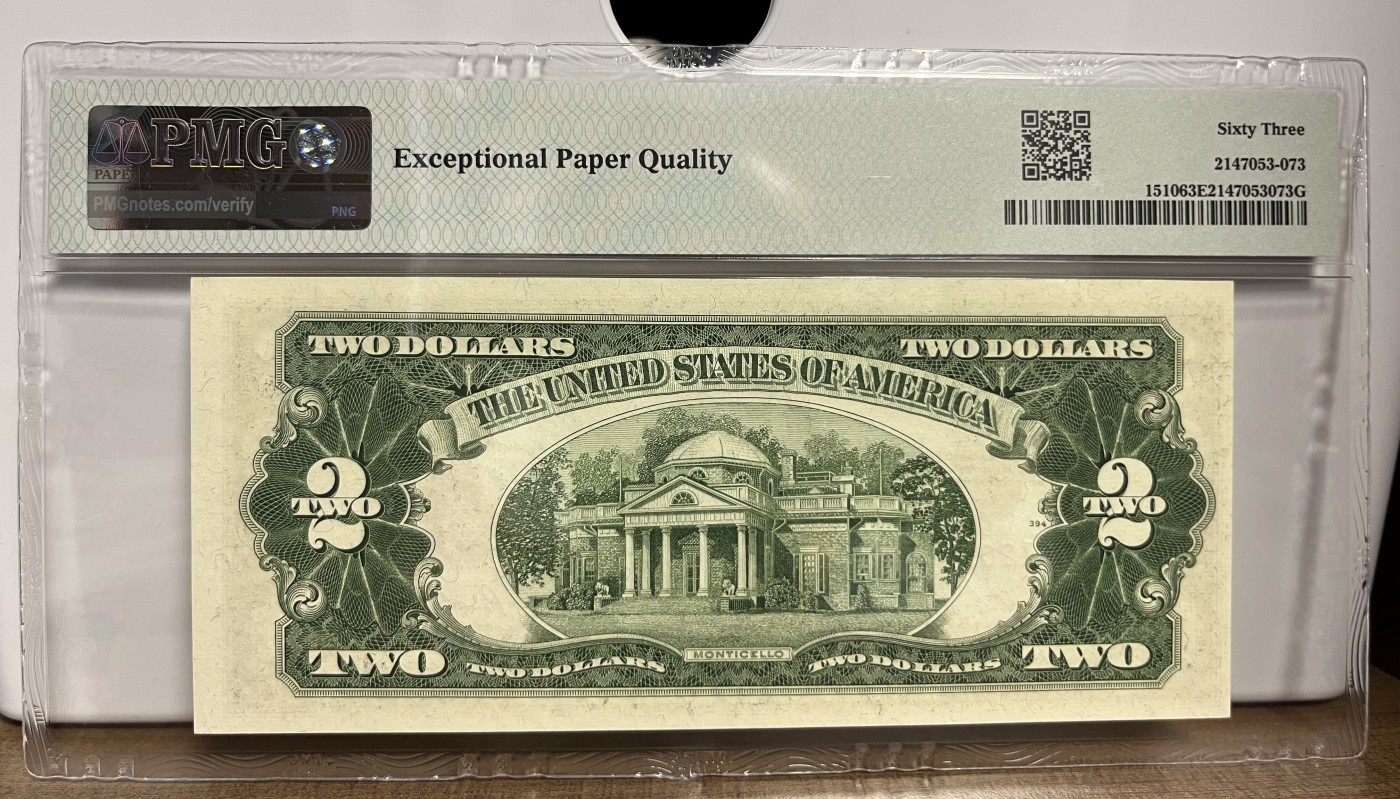 PMG
PAPE
PMGnotes.com/verify
PNG
Exceptional Paper Quality
Sixty Three
2147053-073
151063E2147053073G
TWO DOLLARS
TWO DOLLARS
THE UNITED STATES OF AMERICA
2
TWO
394
2
TWO
MONTICELLO
TWO
TWO DOLLARS
TWO DOLLARS
TWO